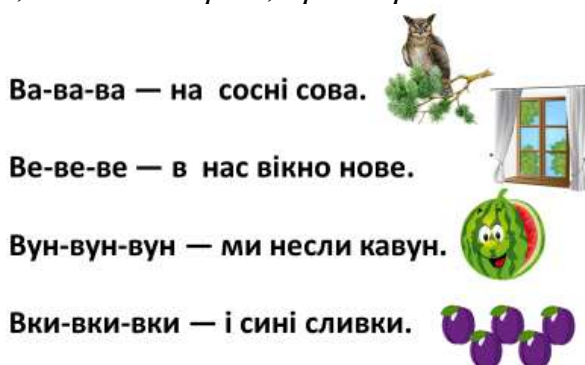 Ва-ва-ва — на сосні сова.
Ве-ве-ве — в нас вікно нове.
Вун-вун-вун — ми несли кавун.
Вки-вки-вки — і сині сливки.